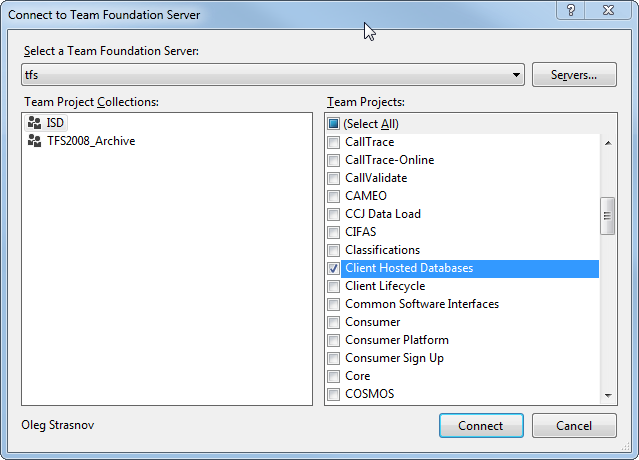 Connect to Team Foundation Server
Select a Team Foundation Server:
tfs
Servers...
Team Project Collections:
ISD
TFS2008_Archive
Team Projects:
(Select All)
CallTrace
CallTrace-Online
CallValidate
CAMEO
CCJ Data Load
CIFAS
Classifications
Client Hosted Databases
Client Lifecycle
Common Software Interfaces
Consumer
Consumer Platform
Consumer Sign Up
Core
COSMOS
Oleg Strasnov
Connect
Cancel